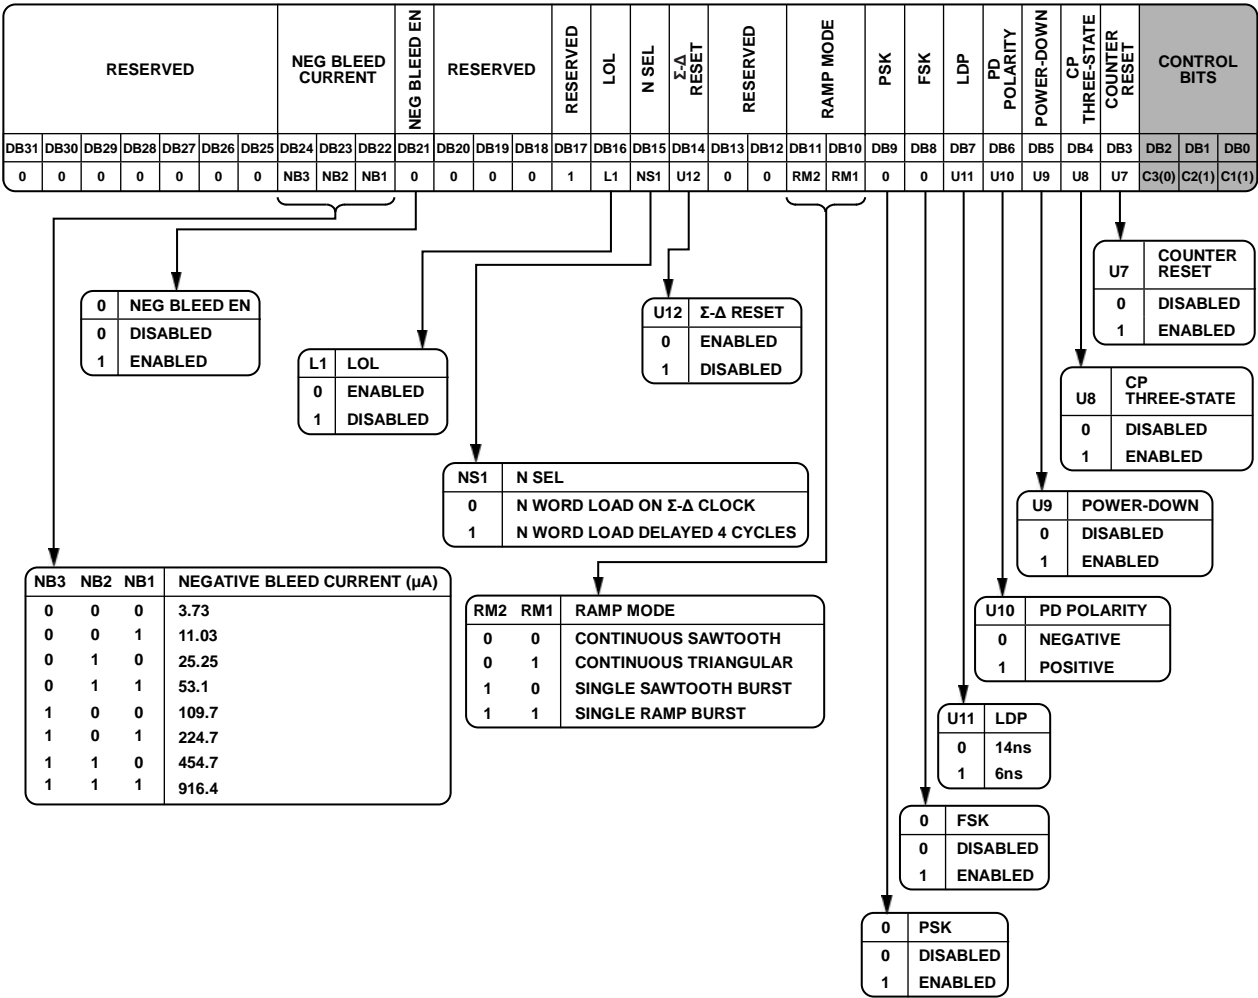 RESERVED
NEG BLEED
CURRENT
NEG BLEED EN
RESERVED
RESERVED
LOL
N SEL
Σ-Δ
RESET
RESERVED
RAMP MODE
PSK
FSK
LDP
PD
POLARITY
POWER-DOWN
CP
THREE-STATE
COUNTER
RESET
CONTROL
BITS
DB31 DB30 DB29 DB28 DB27 DB26 DB25 DB24 DB23 DB22 DB21 DB20 DB19 DB18 DB17 DB16 DB15 DB14 DB13 DB12 DB11 DB10 DB9 DB8 DB7 DB6 DB5 DB4 DB3 DB2 DB1 DB0
0 0 0 0 0 0 0 NB3 NB2 NB1 0 0 0 0 1 L1 NS1 U12 0 0 RM2 RM1 0 0 U11 U10 U9 U8 U7 C3(0) C2(1) C1(1)
U7 COUNTER
RESET
0 DISABLED
1 ENABLED
0 NEG BLEED EN
0 DISABLED
1 ENABLED
U12 Σ-Δ RESET
0 ENABLED
1 DISABLED
L1 LOL
0 ENABLED
1 DISABLED
U8 CP
THREE-STATE
0 DISABLED
1 ENABLED
NS1 N SEL
0 N WORD LOAD ON Σ-Δ CLOCK
1 N WORD LOAD DELAYED 4 CYCLES
U9 POWER-DOWN
0 DISABLED
1 ENABLED
NB3 NB2 NB1 NEGATIVE BLEED CURRENT (µA)
0 0 0 3.73
0 0 1 11.03
0 1 0 25.25
0 1 1 53.1
1 0 0 109.7
1 0 1 224.7
1 1 0 454.7
1 1 1 916.4
RM2 RM1 RAMP MODE
0 0 CONTINUOUS SAWTOOTH
0 1 CONTINUOUS TRIANGULAR
1 0 SINGLE SAWTOOTH BURST
1 1 SINGLE RAMP BURST
U10 PD POLARITY
0 NEGATIVE
1 POSITIVE
U11 LDP
0 14ns
1 6ns
0 FSK
0 DISABLED
1 ENABLED
0 PSK
0 DISABLED
1 ENABLED